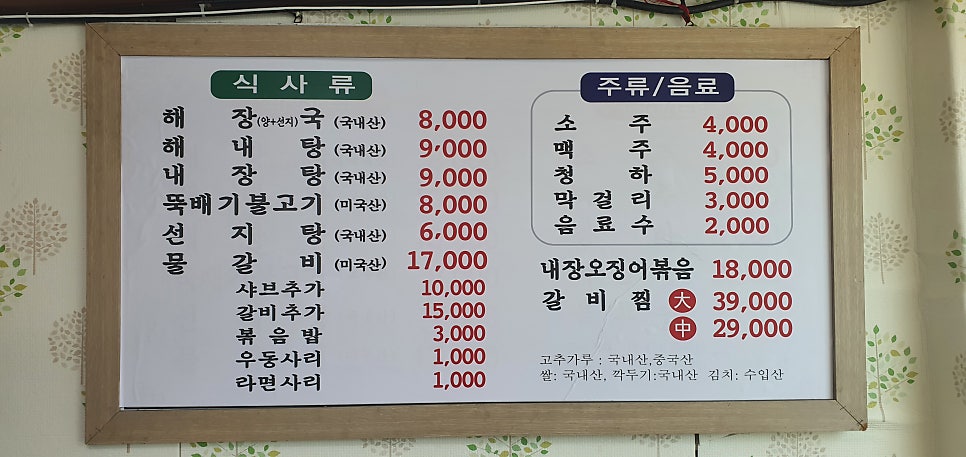 식사류
해장(양+선지)국 (국내산) 8,000
해내탕 (국내산) 9,000
내장탕 (국내산) 9,000
뚝배기불고기 (미국산) 8,000
선지탕 (국내산) 6,000
물갈비 (미국산) 17,000
샤브추가 10,000
갈비추가 15,000
볶음밥 3,000
우동사리 1,000
라면사리 1,000
주류/음료
소주 4,000
맥주 4,000
청하 5,000
막걸리 3,000
음료수 2,000
내장오징어볶음 18,000
갈비찜 大 39,000
中 29,000
고추가루 : 국내산,중국산
쌀: 국내산, 깍두기:국내산 김치: 수입산